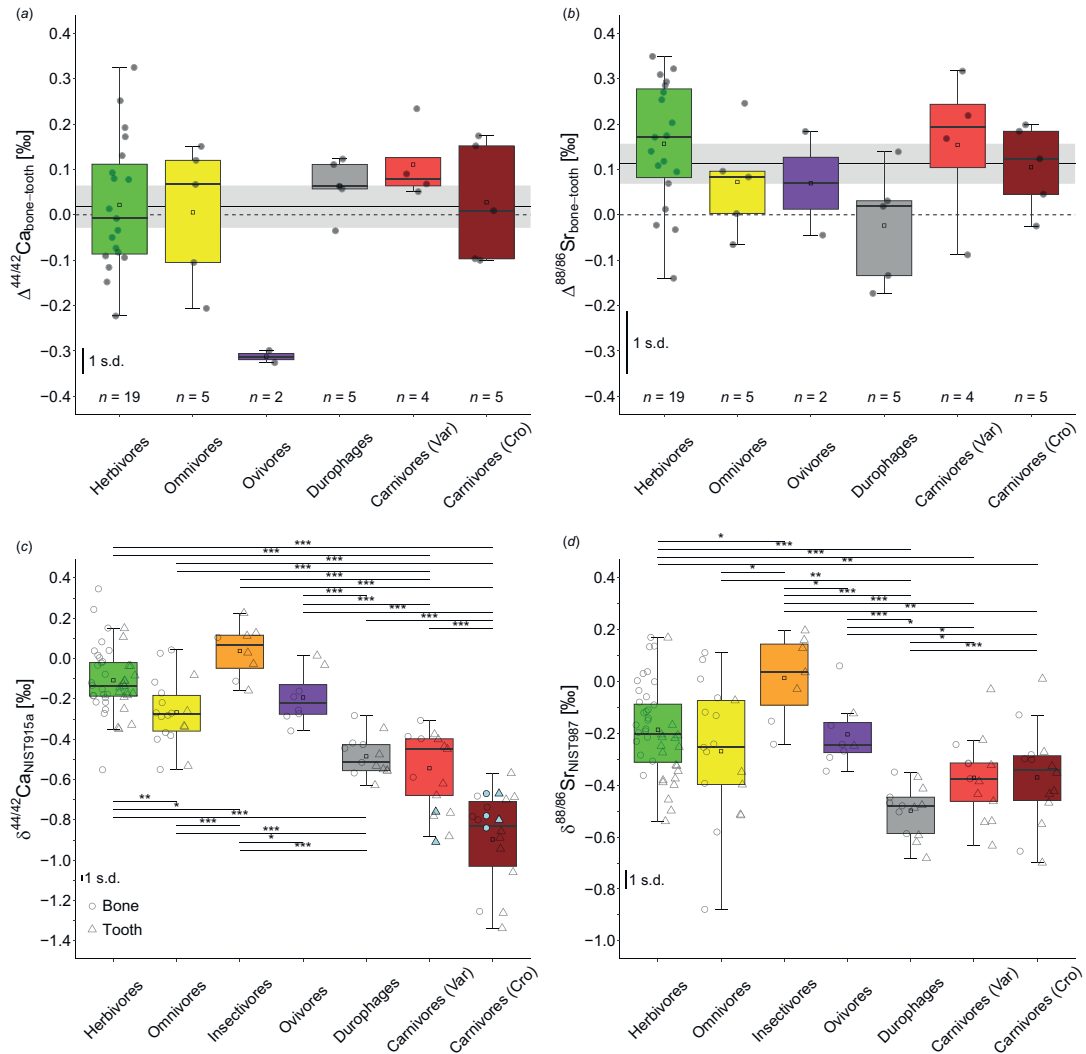 (a)
Δ44/42Cabone−tooth [‰]
0.4
0.3
0.2
0.1
0.0
−0.1
−0.2
−0.3
−0.4
1 s.d.
n = 19
n = 5
n = 2
n = 5
n = 4
n = 5
Herbivores
Omnivores
Ovivores
Durophages
Carnivores (Var)
Carnivores (Cro)
(b)
Δ88/86Srbone−tooth [‰]
0.4
0.3
0.2
0.1
0.0
−0.1
−0.2
−0.3
−0.4
1 s.d.
n = 19
n = 5
n = 2
n = 5
n = 4
n = 5
Herbivores
Omnivores
Ovivores
Durophages
Carnivores (Var)
Carnivores (Cro)
(c)
δ44/42CaNIST915a [‰]
0.4
0.2
0.0
−0.2
−0.4
−0.6
−0.8
−1.0
−1.2
−1.4
***
***
***
***
***
***
***
***
***
***
***
**
*
***
***
***
*
***
1 s.d.
Bone
Tooth
Herbivores
Omnivores
Insectivores
Ovivores
Durophages
Carnivores (Var)
Carnivores (Cro)
(d)
δ88/86SrNIST987 [‰]
0.4
0.2
0.0
−0.2
−0.4
−0.6
−0.8
−1.0
*
***
***
**
*
**
*
***
***
**
***
*
*
*
***
1 s.d.
Herbivores
Omnivores
Insectivores
Ovivores
Durophages
Carnivores (Var)
Carnivores (Cro)